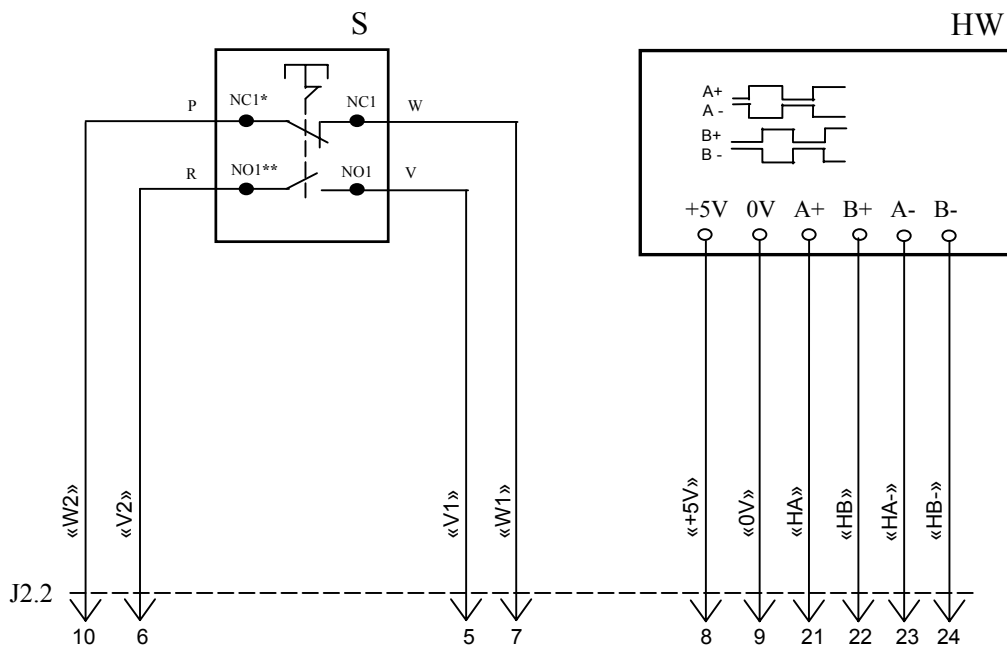 S HW
P NC1* NC1 W
A+
A -
B+
B -
R NO1** NO1 V
+5V 0V A+ B+ A- B-
«W2» «V2» «V1» «W1» «+5V» «0V» «HA» «HB» «HA-» «HB-»
J2.2
10 6 5 7 8 9 21 22 23 24